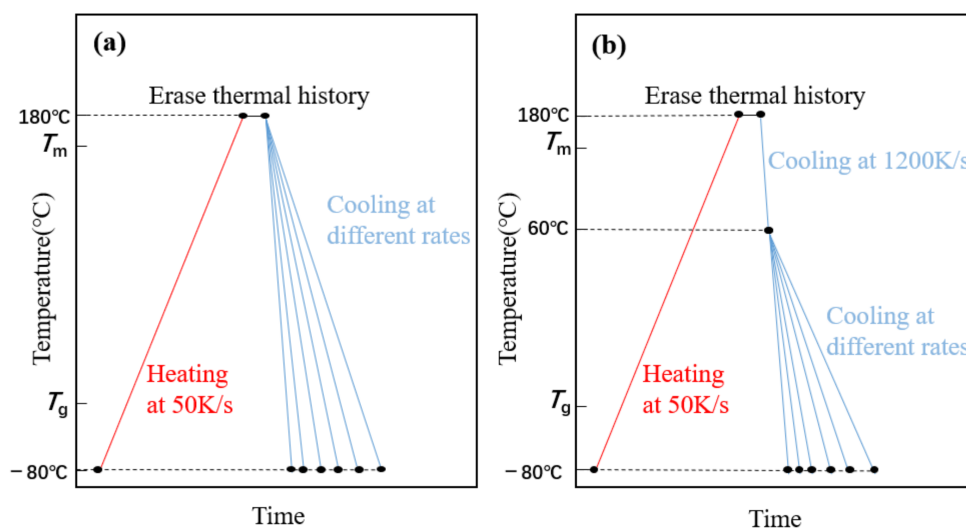 (a)
Erase thermal history
180℃
Tm
Cooling at
different rates
Temperature(℃)
Heating
at 50K/s
Tg
−80℃
Time
(b)
Erase thermal history
180℃
Tm
Cooling at 1200K/s
60℃
Temperature(℃)
Cooling at
different rates
Heating
at 50K/s
Tg
−80℃
Time